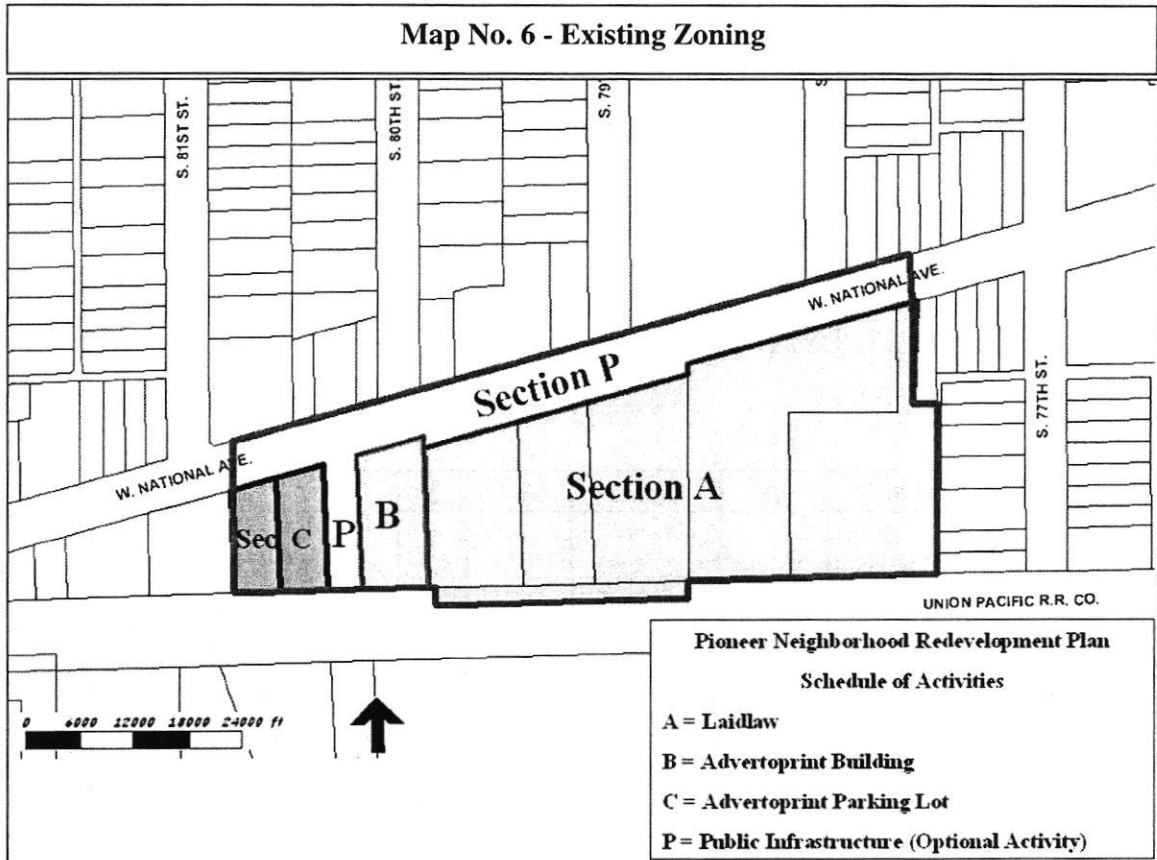 Map No. 6 - Existing Zoning
S. 81ST ST.
S. 80TH ST.
S. 79
S.
W. NATIONAL AVE.
Section P
W. NATIONAL AVE.
S. 77TH ST.
Sec
C
P
B
Section A
UNION PACIFIC R.R. CO.
0 6000 12000 18000 24000 ft
Pioneer Neighborhood Redevelopment Plan
Schedule of Activities
A = Laidlaw
B = Advertoprint Building
C = Advertoprint Parking Lot
P = Public Infrastructure (Optional Activity)